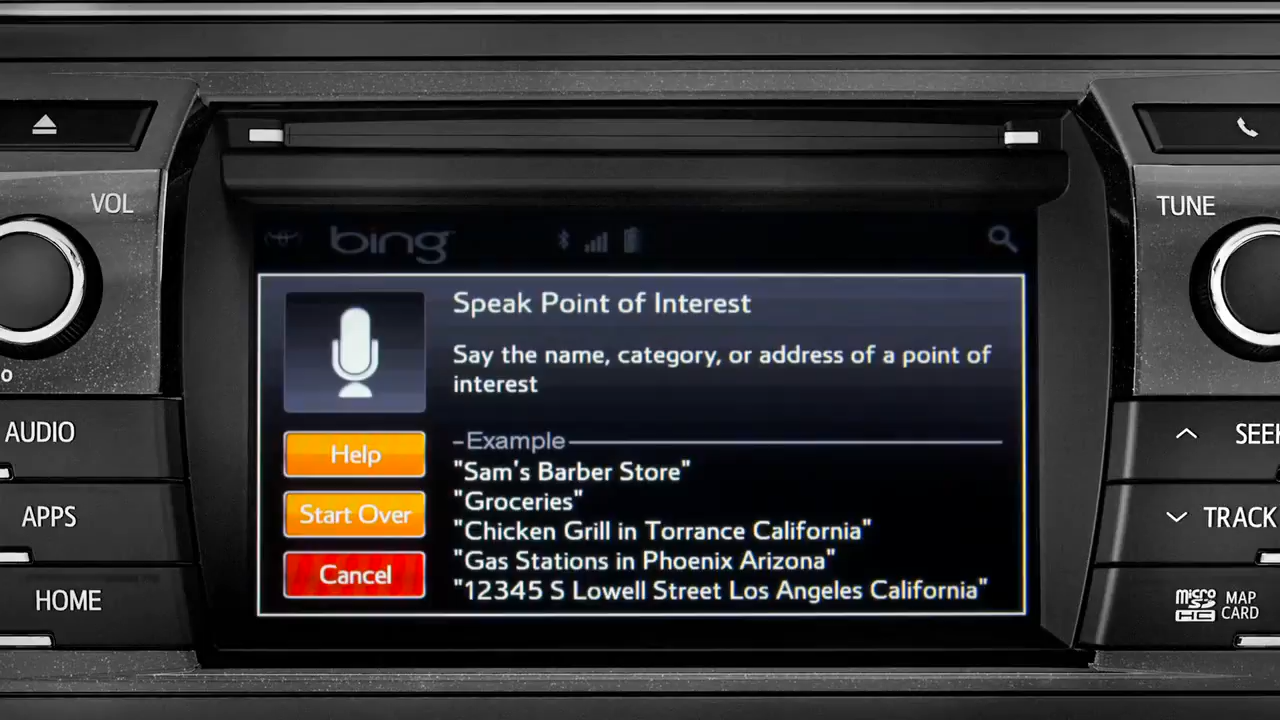 VOL
TUNE
bing
Speak Point of Interest
Say the name, category, or address of a point of
interest
Example
"Sam's Barber Store"
"Groceries"
"Chicken Grill in Torrance California"
"Gas Stations in Phoenix Arizona"
"12345 S Lowell Street Los Angeles California"
Help
Start Over
Cancel
o
AUDIO
APPS
HOME
SEEK
TRACK
micro SD HC
MAP
CARD